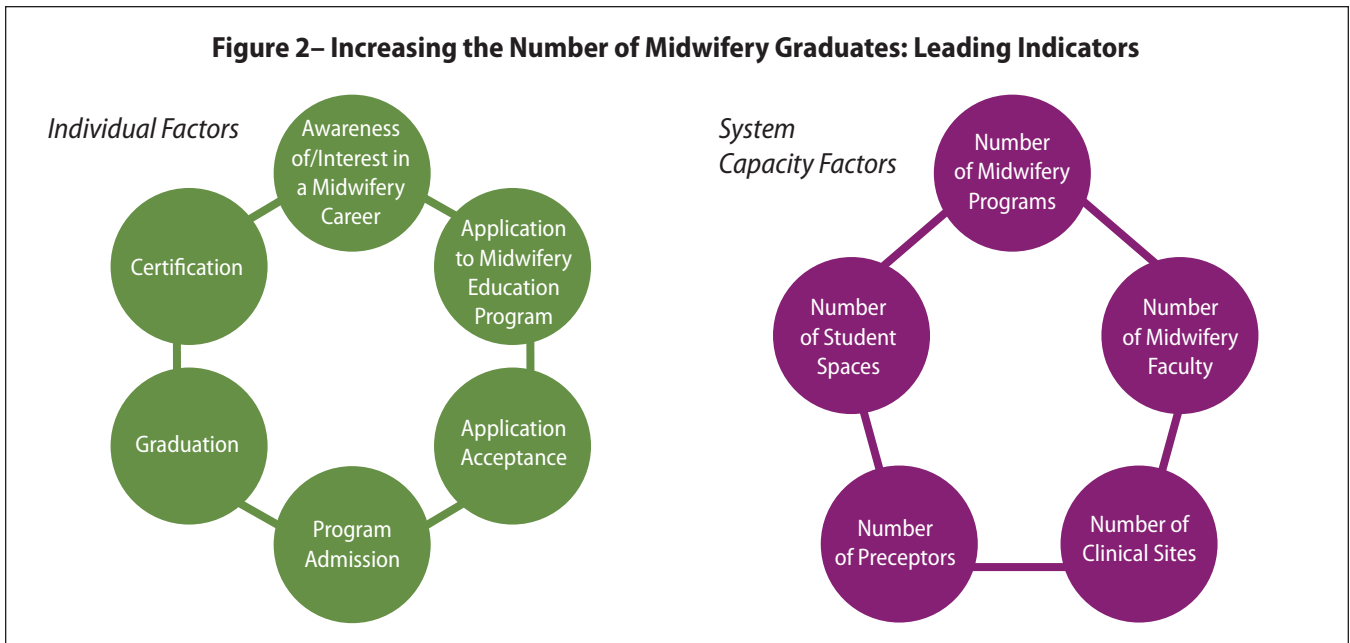 Figure 2– Increasing the Number of Midwifery Graduates: Leading Indicators
Individual Factors
Awareness
of/Interest in
a Midwifery
Career
Application
to Midwifery
Education
Program
Application
Acceptance
Program
Admission
Graduation
Certification
System
Capacity Factors
Number
of Midwifery
Programs
Number
of Midwifery
Faculty
Number of
Clinical Sites
Number
of Preceptors
Number
of Student
Spaces